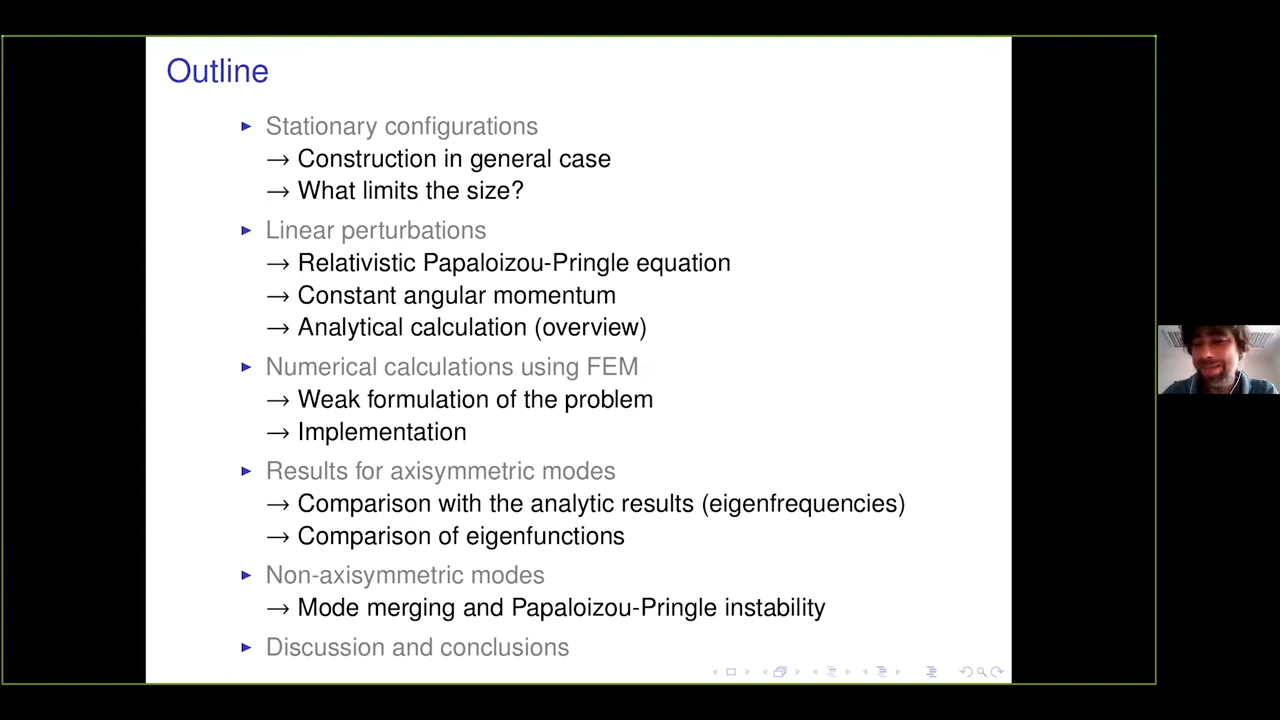 Outline
Stationary configurations
→ Construction in general case
→ What limits the size?
Linear perturbations
→ Relativistic Papaloizou-Pringle equation
→ Constant angular momentum
→ Analytical calculation (overview)
Numerical calculations using FEM
→ Weak formulation of the problem
→ Implementation
Results for axisymmetric modes
→ Comparison with the analytic results (eigenfrequencies)
→ Comparison of eigenfunctions
Non-axisymmetric modes
→ Mode merging and Papaloizou-Pringle instability
Discussion and conclusions